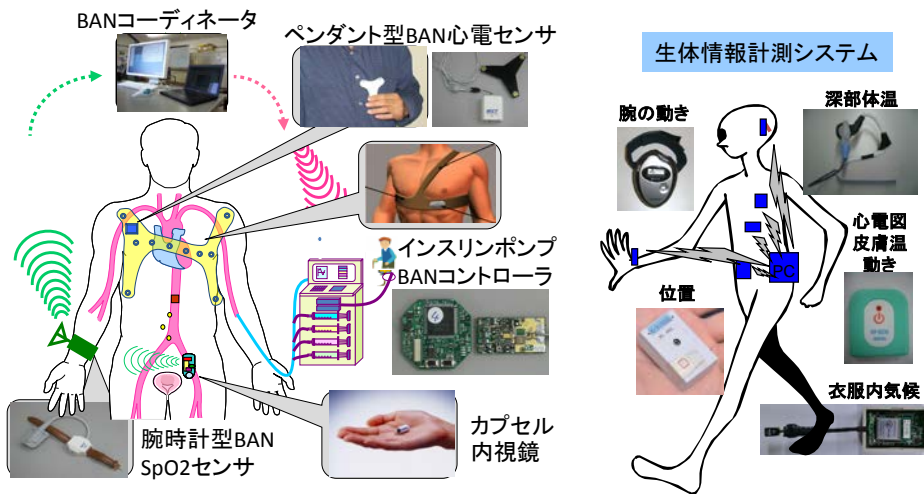 BANコーディネータ
ペンダント型BAN心電センサ
インスリンポンプ
BANコントローラ
腕時計型BAN
SpO2センサ
カプセル
内視鏡
生体情報計測システム
腕の動き
深部体温
心電図
皮膚温
動き
PC
位置
衣服内気候